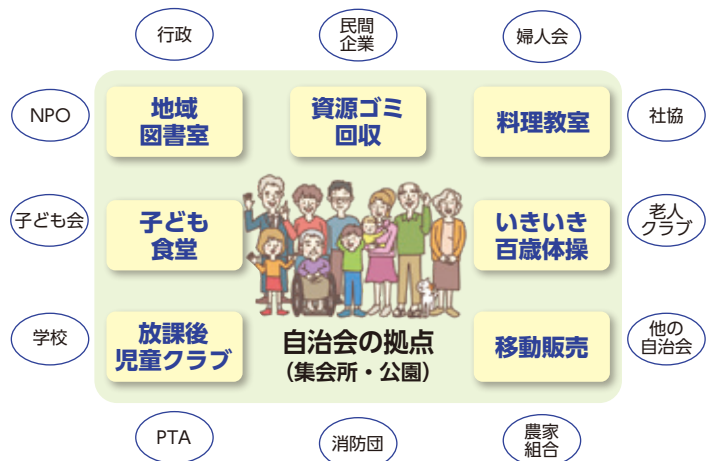 行政
民間
企業
婦人会
NPO
地域
図書室
資源ゴミ
回収
料理教室
社協
子ども会
子ども
食堂
いきいき
百歳体操
老人
クラブ
学校
放課後
児童クラブ
自治会の拠点
（集会所・公園）
移動販売
他の
自治会
PTA
消防団
農家
組合